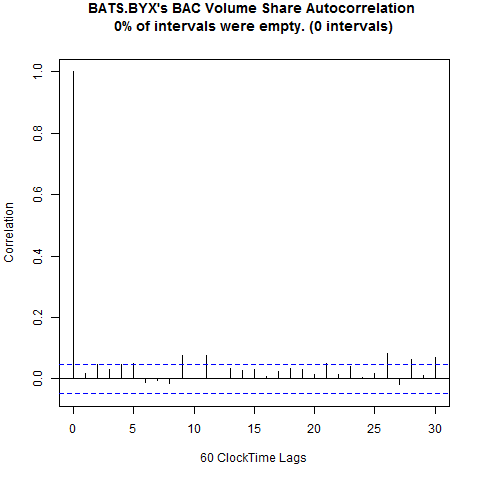 BATS.BYX's BAC Volume Share Autocorrelation
0% of intervals were empty. (0 intervals)
1.0
0.8
0.6
0.4
0.2
0.0
Correlation
0 5 10 15 20 25 30
60 ClockTime Lags